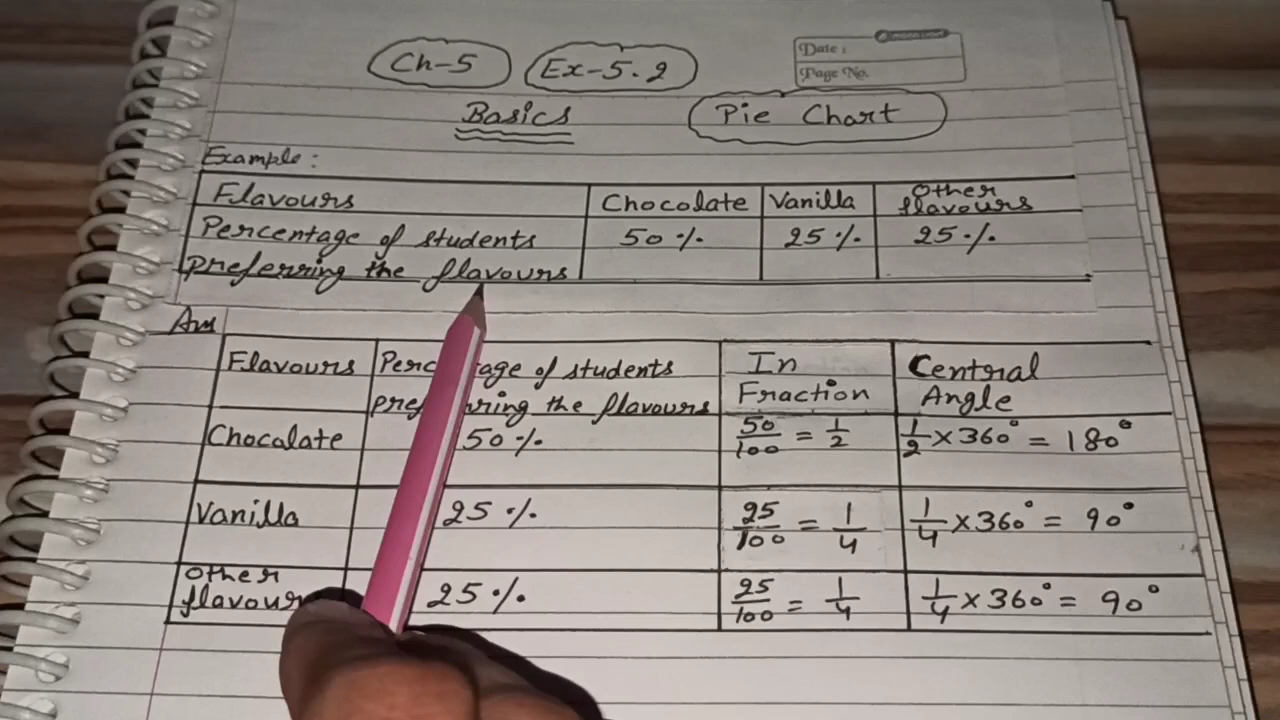 Ch-5 Ex-5.2
Date :
Page No.
Basics Pie Chart
Example :
Flavours Chocolate Vanilla Other flavours
Percentage of students preferring the flavours 50 % 25 % 25 %
Ans
Flavours Percentage of students preferring the flavours In Fraction Central Angle
Chocolate 50 % 50/100 = 1/2 1/2 × 360° = 180°
Vanilla 25 % 25/100 = 1/4 1/4 × 360° = 90°
Other flavour 25 % 25/100 = 1/4 1/4 × 360° = 90°